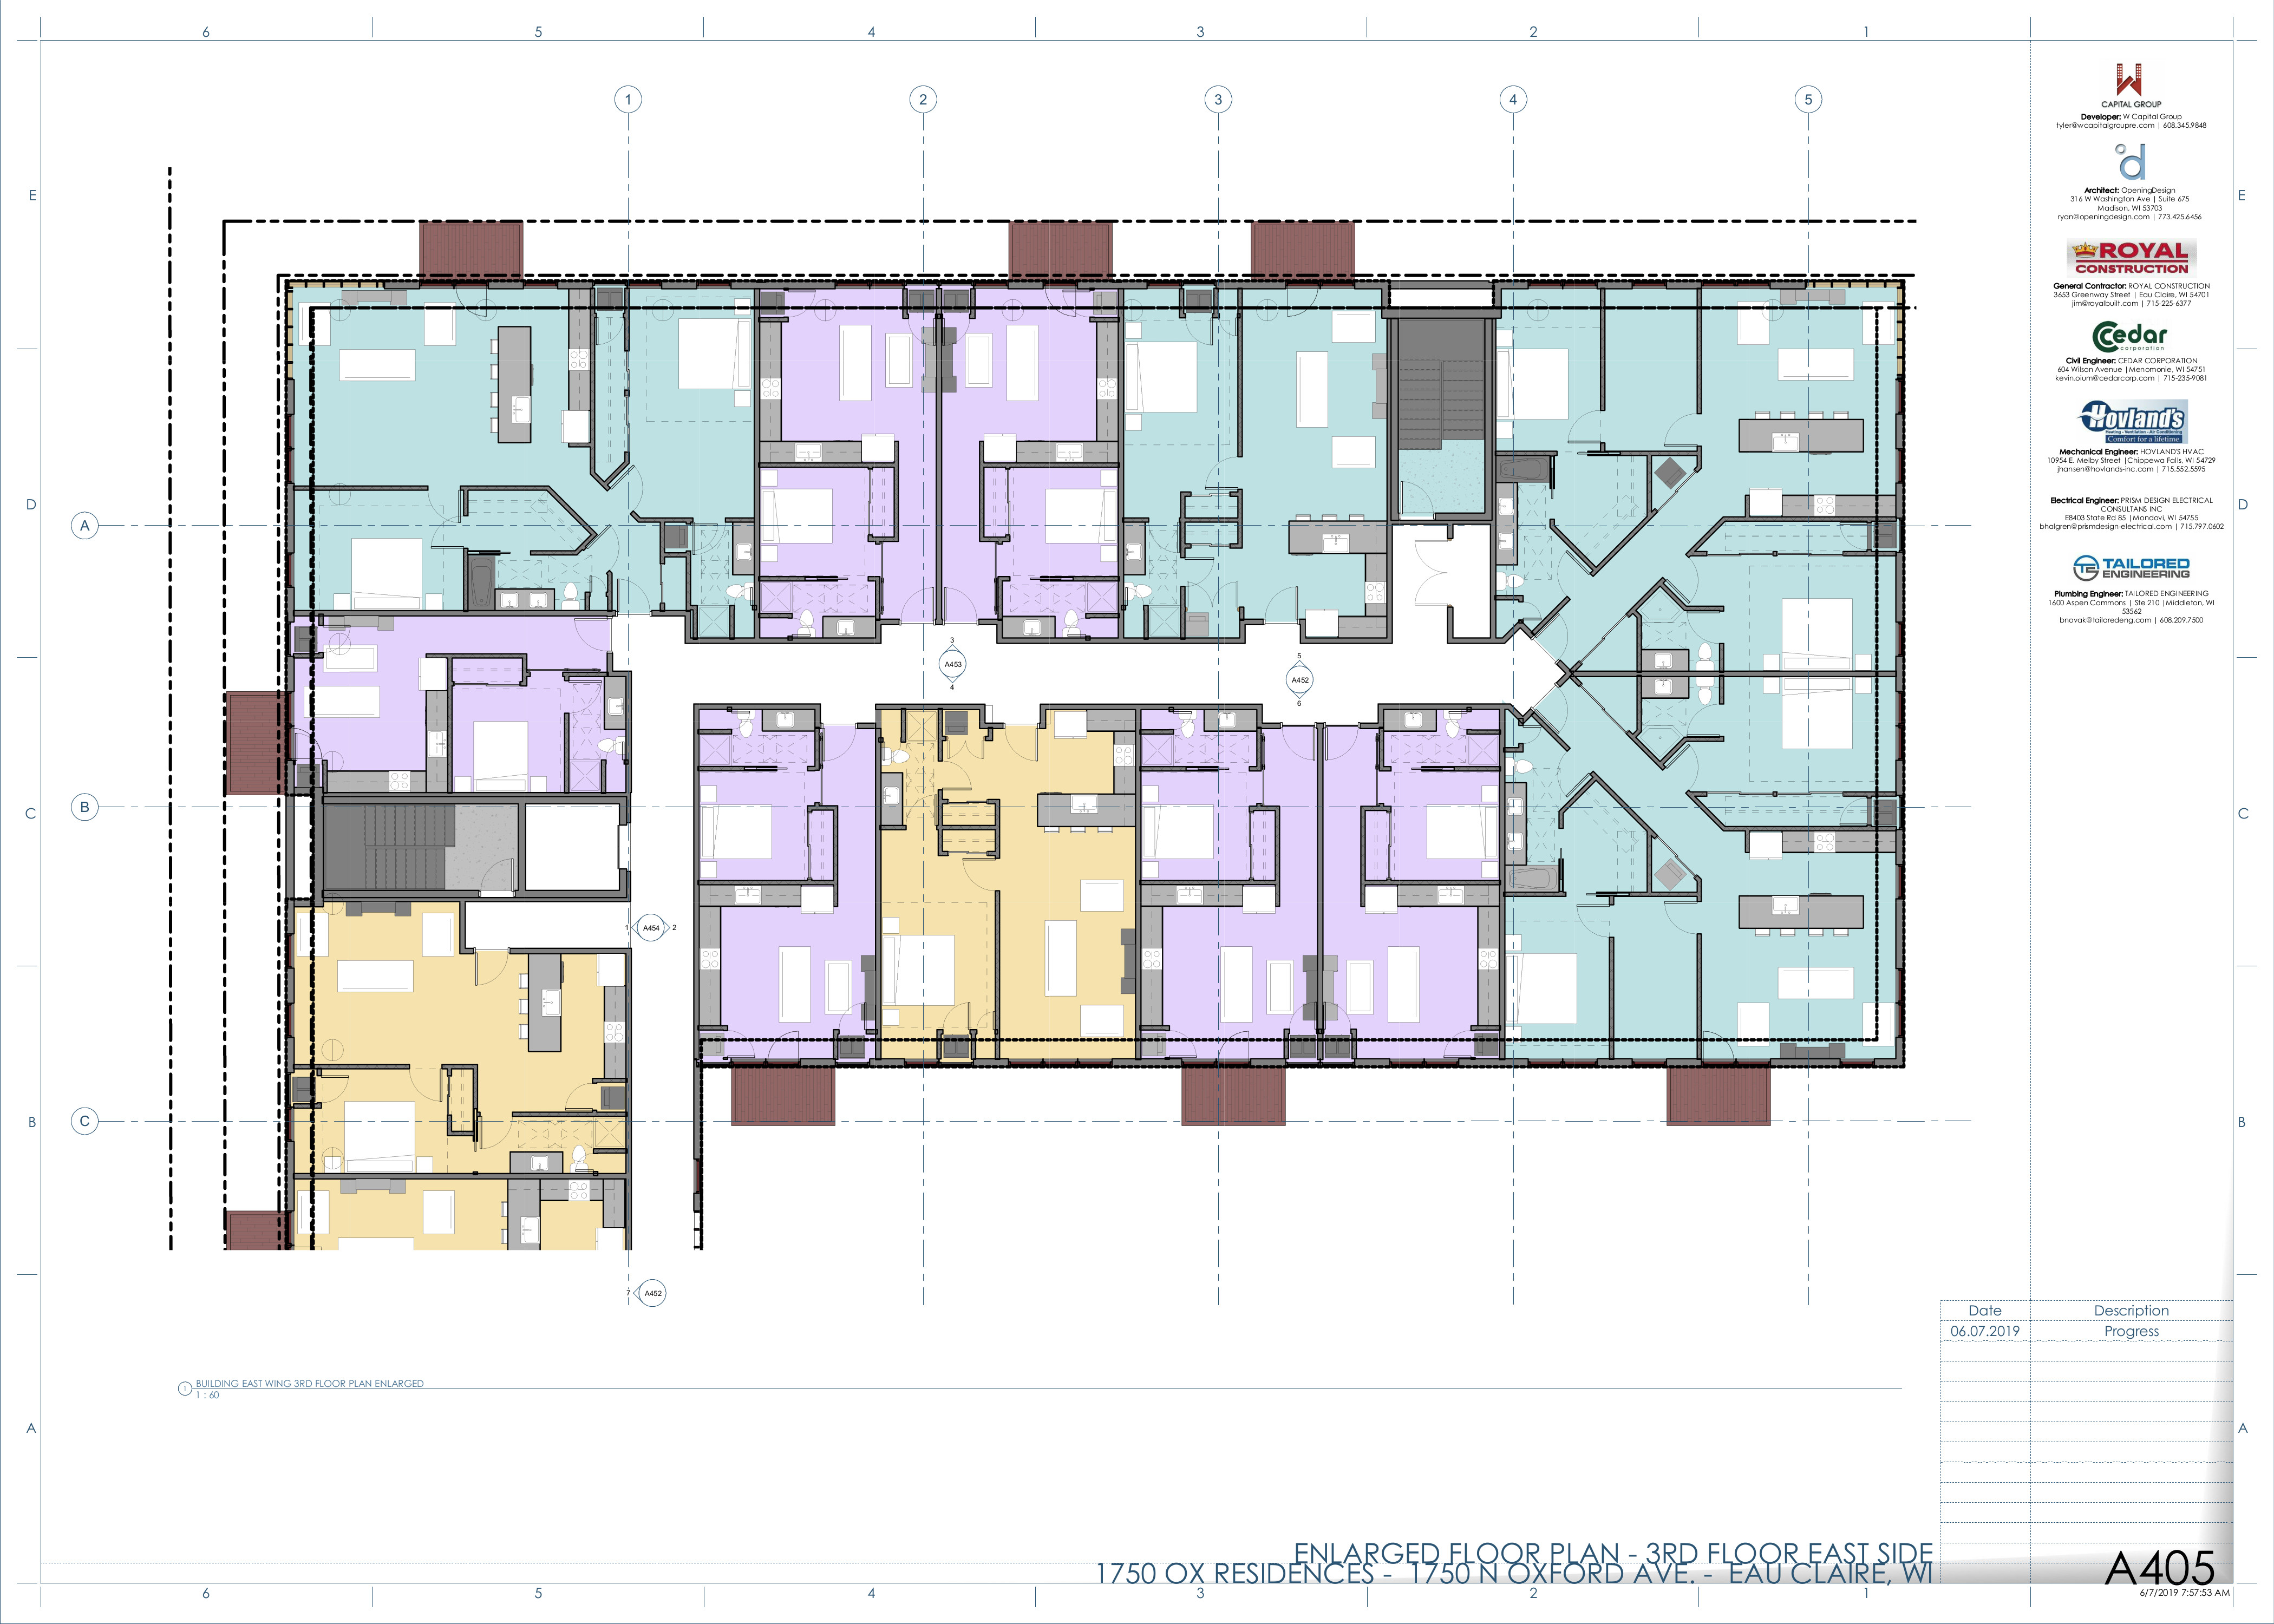 6 5 4 3 2 1
1 2 3 4 5
E
D
C
B
A
A
B
C
3
A453
4
5
A452
6
1 A454 2
7 A452
1 BUILDING EAST WING 3RD FLOOR PLAN ENLARGED
1 : 60
W
CAPITAL GROUP
Developer: W Capital Group
tyler@wcapitalgroupre.com | 608.345.9848
d
Architect: OpeningDesign
316 W Washington Ave | Suite 675
Madison, WI 53703
ryan@openingdesign.com | 773.425.6456
ROYAL
CONSTRUCTION
General Contractor: ROYAL CONSTRUCTION
3653 Greenway Street | Eau Claire, WI 54701
jjm@royalbuilt.com | 715-225-6377
Cedar
corporation
Civil Engineer: CEDAR CORPORATION
604 Wilson Avenue |Menomonie, WI 54751
kevin.oium@cedarcorp.com | 715-235-9081
Hovland's
Heating - Ventilation - Air Conditioning
Comfort for a lifetime.
Mechanical Engineer: HOVLAND'S HVAC
10954 E. Melby Street |Chippewa Falls, WI 54729
jhansen@hovlands-inc.com | 715.552.5595
Electrical Engineer: PRISM DESIGN ELECTRICAL
CONSULTANS INC
E8403 State Rd 85 |Mondovi, WI 54755
bhalgren@prismdesign-electrical.com | 715.797.0602
TE TAILORED
ENGINEERING
Plumbing Engineer: TAILORED ENGINEERING
1600 Aspen Commons | Ste 210 |Middleton, WI
53562
bnovak@tailoredeng.com | 608.209.7500
E
D
C
B
A
Date Description
06.07.2019 Progress
ENLARGED FLOOR PLAN - 3RD FLOOR EAST SIDE
1750 OX RESIDENCES - 1750 N OXFORD AVE. - EAU CLAIRE, WI
A405
6/7/2019 7:57:53 AM
6 5 4 3 2 1